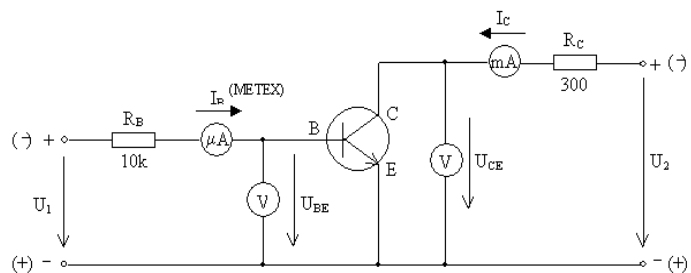 I_C
R_C
mA
+ (-)
300
I_B (METEX)
R_B
(-) +
μA
B
C
10k
E
V
U_CE
U_2
V
U_BE
U_1
(+) -
- (+)